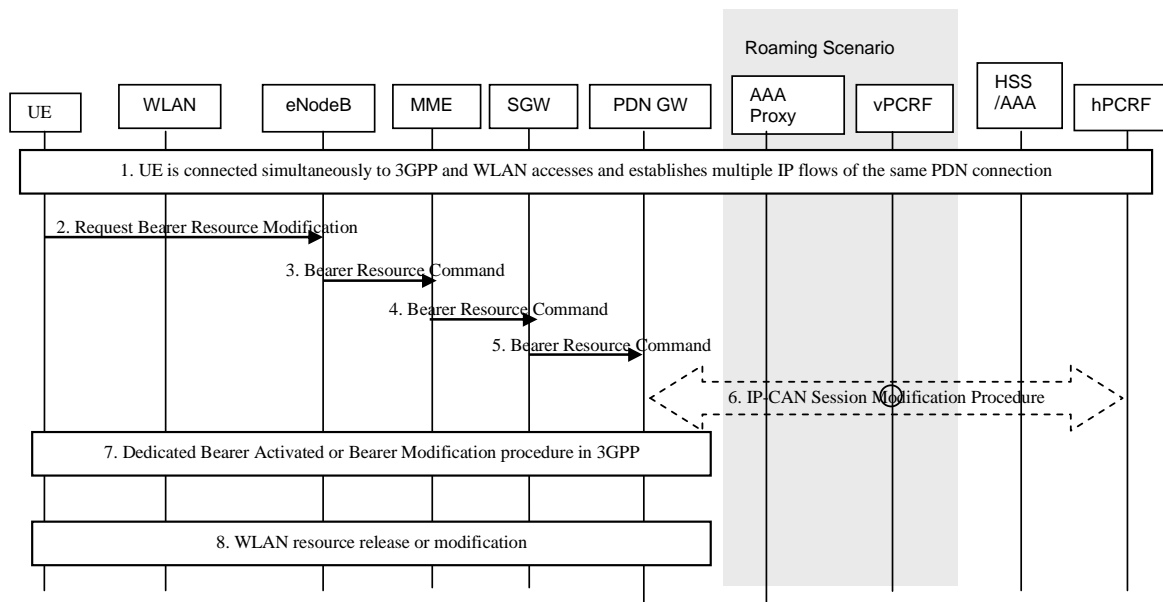 Roaming Scenario
UE
WLAN
eNodeB
MME
SGW
PDN GW
AAA
Proxy
vPCRF
HSS
/AAA
hPCRF
1. UE is connected simultaneously to 3GPP and WLAN accesses and establishes multiple IP flows of the same PDN connection
2. Request Bearer Resource Modification
3. Bearer Resource Command
4. Bearer Resource Command
5. Bearer Resource Command
6. IP-CAN Session Modification Procedure
7. Dedicated Bearer Activated or Bearer Modification procedure in 3GPP
8. WLAN resource release or modification